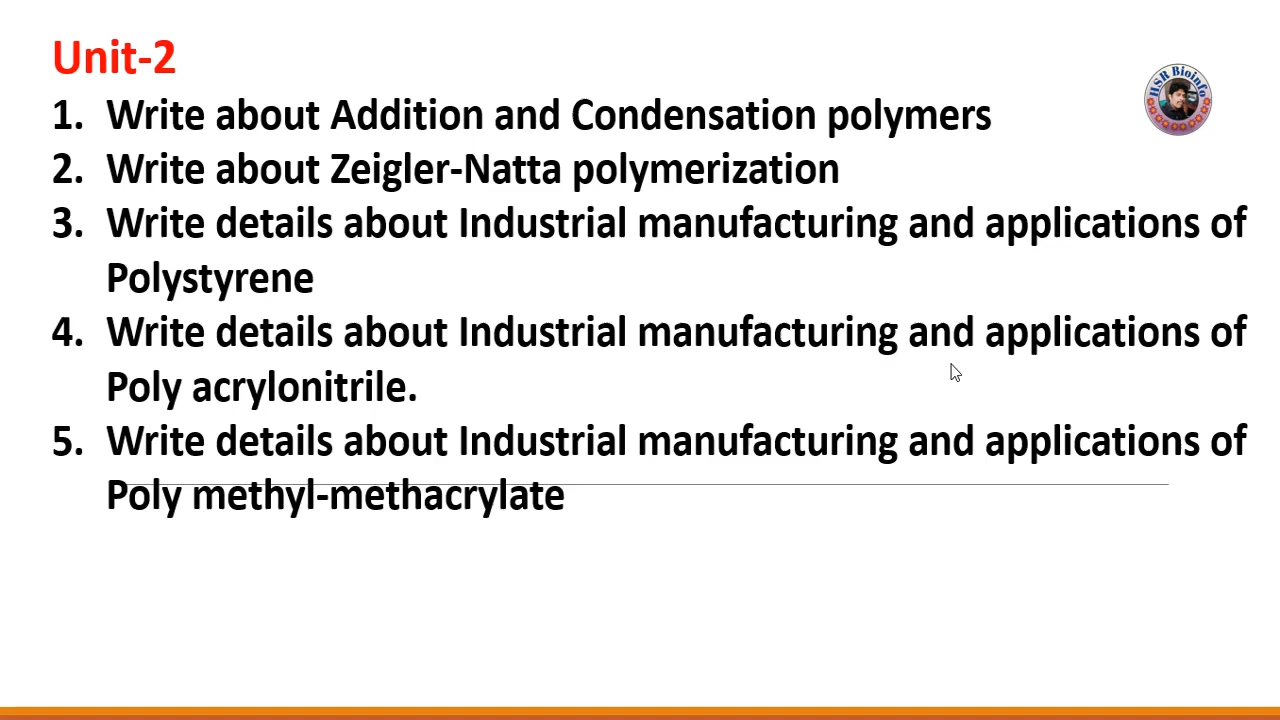 Unit-2
HSR Bioinfo
1. Write about Addition and Condensation polymers
2. Write about Zeigler-Natta polymerization
3. Write details about Industrial manufacturing and applications of
Polystyrene
4. Write details about Industrial manufacturing and applications of
Poly acrylonitrile.
5. Write details about Industrial manufacturing and applications of
Poly methyl-methacrylate